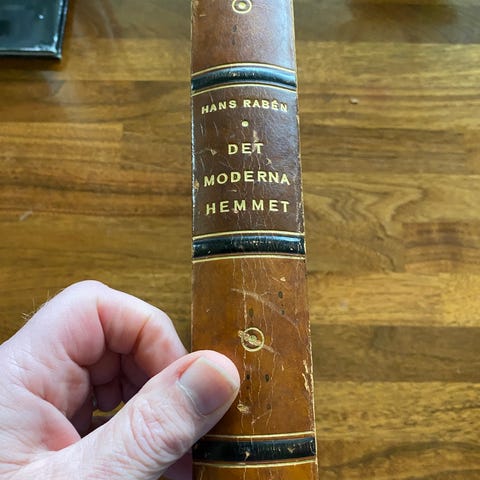 HANS RABÉN
DET
MODERNA
HEMMET